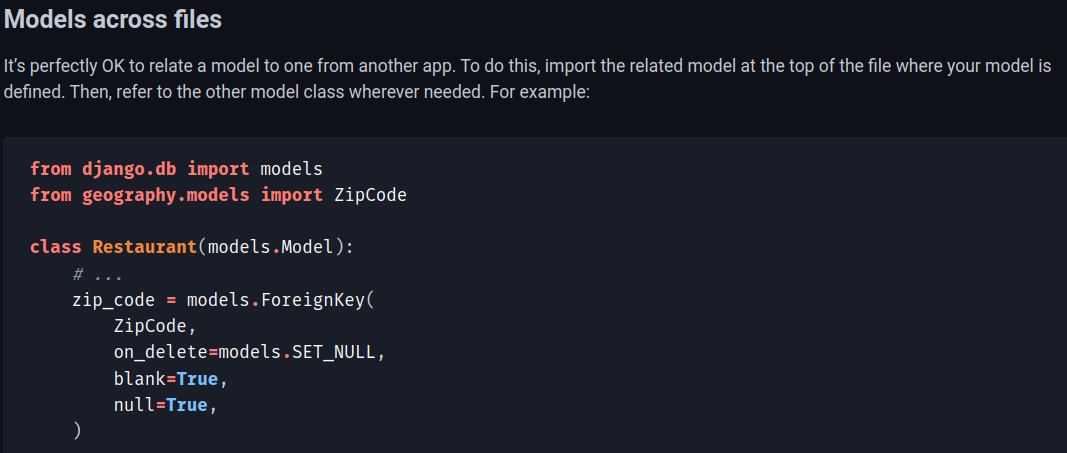 Models across files
It’s perfectly OK to relate a model to one from another app. To do this, import the related model at the top of the file where your model is
defined. Then, refer to the other model class wherever needed. For example:
from django.db import models
from geography.models import ZipCode
class Restaurant(models.Model):
    # ...
    zip_code = models.ForeignKey(
        ZipCode,
        on_delete=models.SET_NULL,
        blank=True,
        null=True,
    )